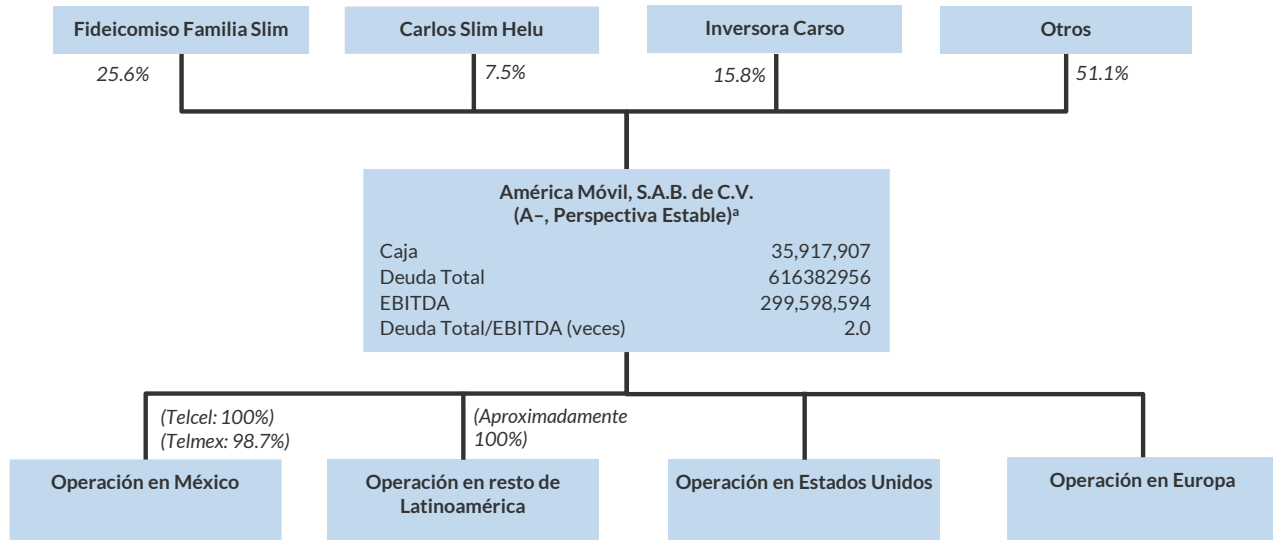 Fideicomiso Familia Slim
Carlos Slim Helu
Inversora Carso
Otros
25.6%
7.5%
15.8%
51.1%
América Móvil, S.A.B. de C.V.
(A–, Perspectiva Estable)ª
Caja 35,917,907
Deuda Total 616382956
EBITDA 299,598,594
Deuda Total/EBITDA (veces) 2.0
(Telcel: 100%)
(Telmex: 98.7%)
(Aproximadamente
100%)
Operación en México
Operación en resto de
Latinoamérica
Operación en Estados Unidos
Operación en Europa